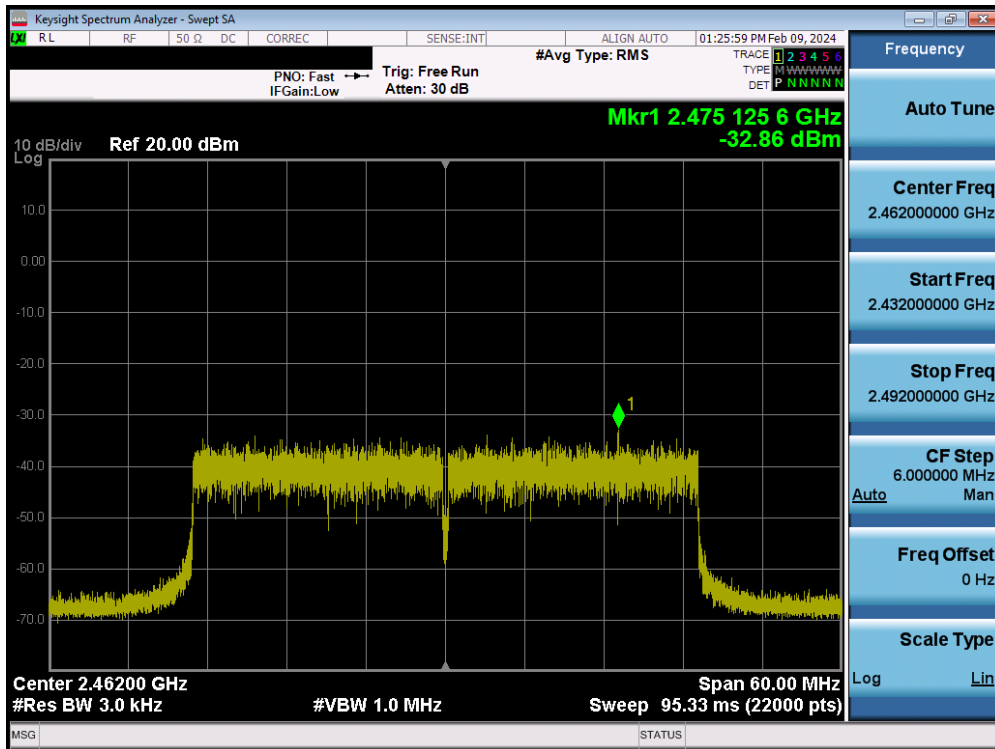 Keysight Spectrum Analyzer - Swept SA
LXI RL RF 50 Ω DC CORREC SENSE:INT ALIGN AUTO 01:25:59 PM Feb 09, 2024
#Avg Type: RMS
TRACE 1 2 3 4 5 6
TYPE M W W W W W
DET P N N N N N
PNO: Fast Trig: Free Run
IFGain:Low Atten: 30 dB
Mkr1 2.475 125 6 GHz
-32.86 dBm
10 dB/div Ref 20.00 dBm
Log
10.0
0.00
-10.0
-20.0
-30.0
1
-40.0
-50.0
-60.0
-70.0
Center 2.46200 GHz Span 60.00 MHz
#Res BW 3.0 kHz #VBW 1.0 MHz Sweep 95.33 ms (22000 pts)
MSG STATUS
Frequency
Auto Tune
Center Freq
2.462000000 GHz
Start Freq
2.432000000 GHz
Stop Freq
2.492000000 GHz
CF Step
6.000000 MHz
Auto Man
Freq Offset
0 Hz
Scale Type
Log Lin